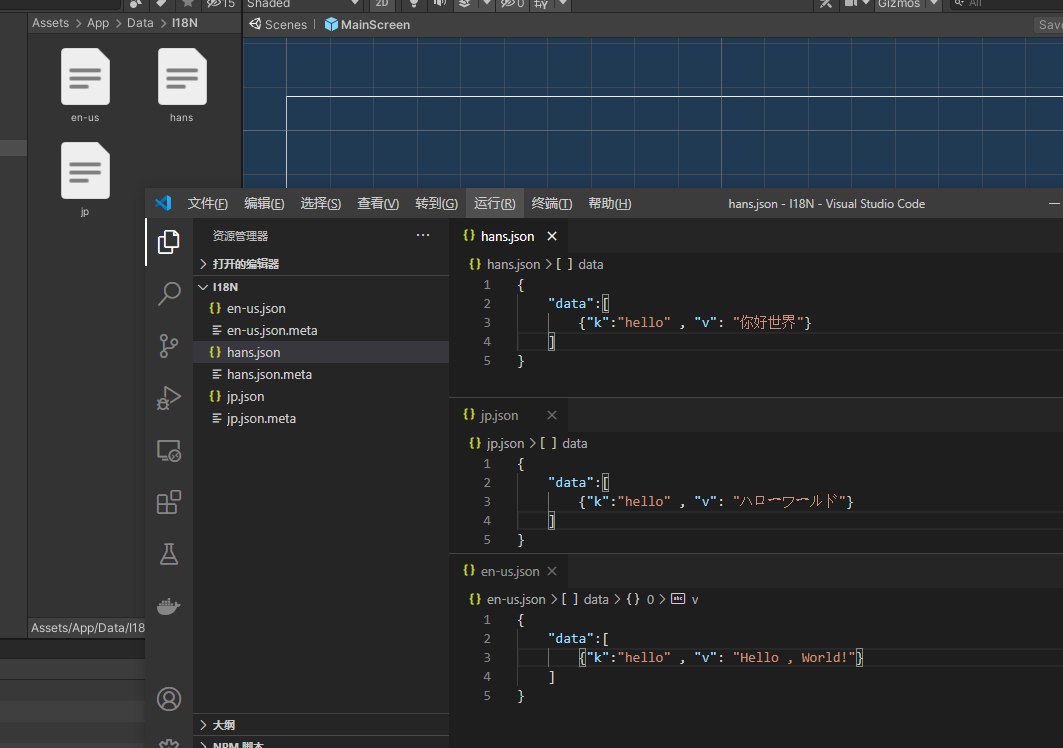 Shaded
2D
15
0
Gizmos
All
Assets > App > Data > I18N
Scenes
MainScreen
Save
en-us
hans
jp
文件(F) 编辑(E) 选择(S) 查看(V) 转到(G) 运行(R) 终端(T) 帮助(H)
hans.json - I18N - Visual Studio Code
资源管理器
打开的编辑器
I18N
en-us.json
en-us.json.meta
hans.json
hans.json.meta
jp.json
jp.json.meta
大纲
NPM 脚本
Assets/App/Data/I18
hans.json
hans.json > [ ] data
1 {
2 "data":[
3 {"k":"hello" , "v": "你好世界"}
4 ]
5 }
jp.json
jp.json > [ ] data
1 {
2 "data":[
3 {"k":"hello" , "v": "ハローワールド"}
4 ]
5 }
en-us.json
en-us.json > [ ] data > {} 0 > abc v
1 {
2 "data":[
3 {"k":"hello" , "v": "Hello , World!"}
4 ]
5 }